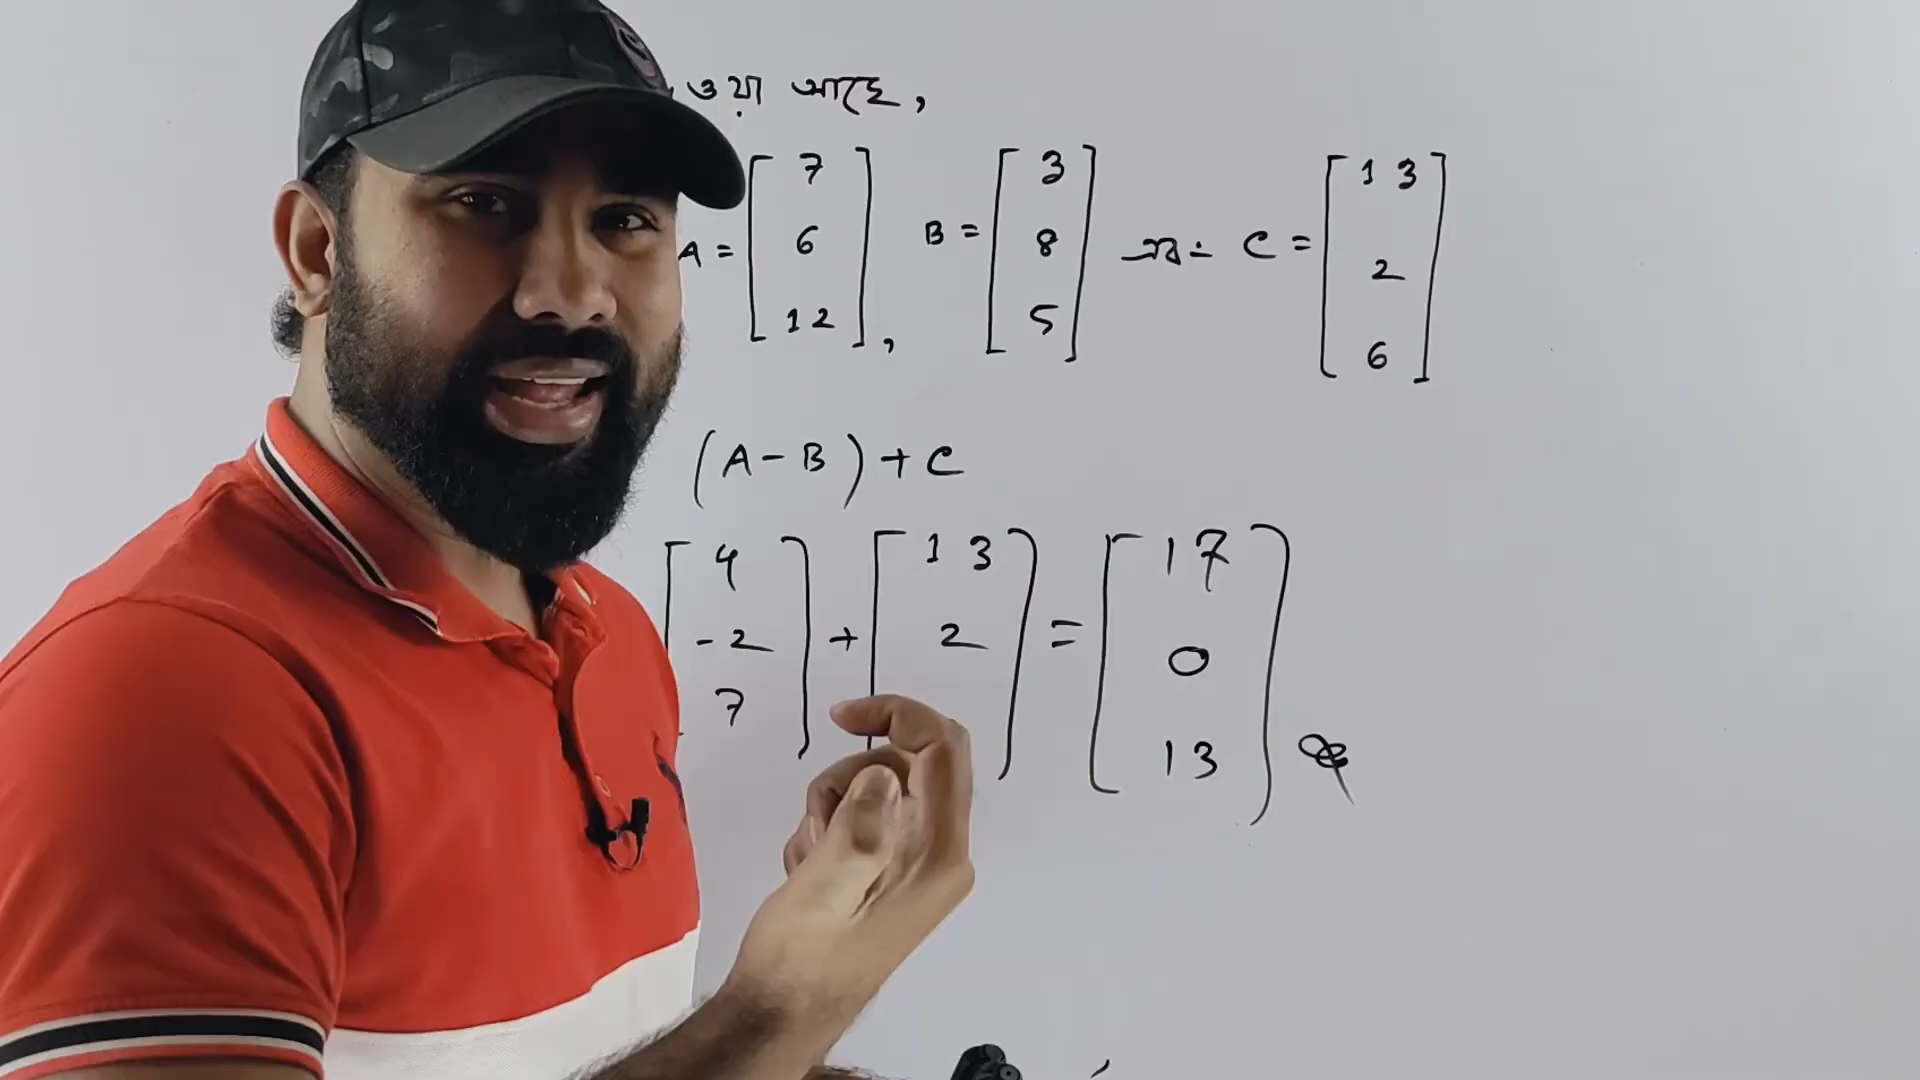 ওয়া আছে,
A = [ 7 6 12 ], B = [ 3 8 5 ] এবং C = [ 13 2 6 ]
(A - B) + C
[ 4 -2 7 ] + [ 13 2 ] = [ 17 0 13 ]